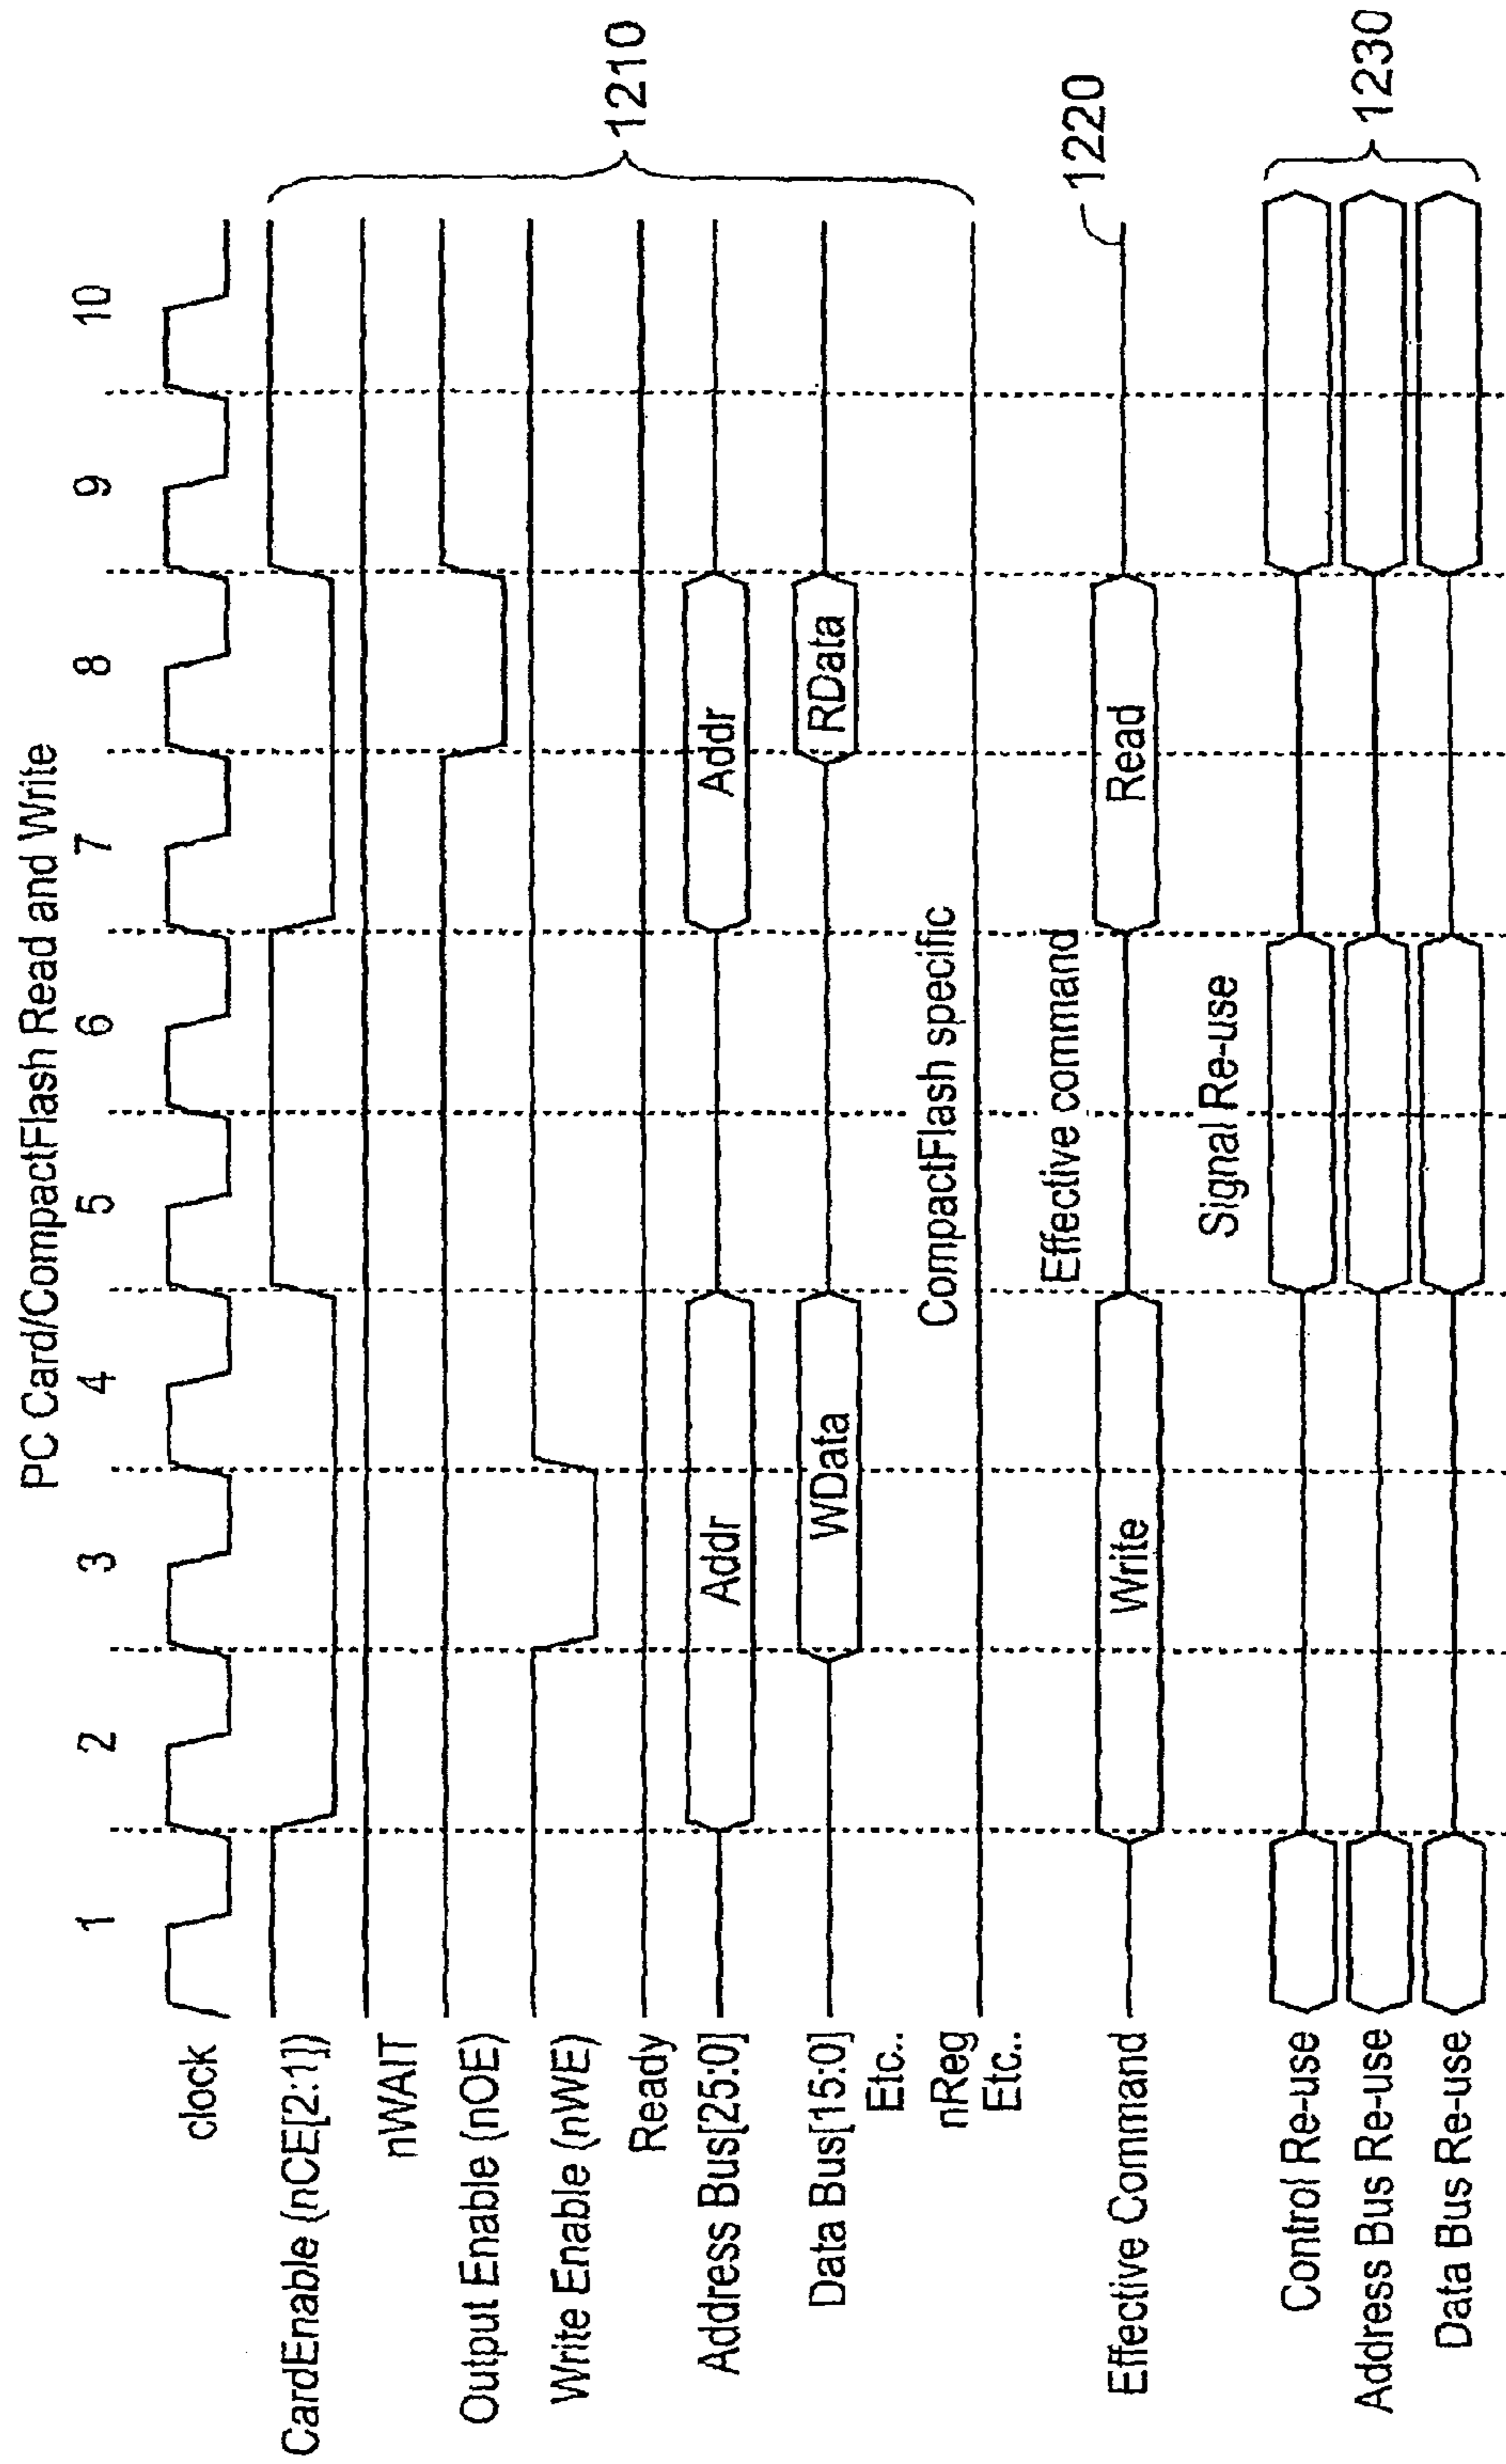 PC Card/CompactFlash Read and Write
1 2 3 4 5 6 7 8 9 10
clock
CardEnable (nCE[2:1])
nWAIT
Output Enable (nOE)
Write Enable (nWE)
Ready
Address Bus[25:0] Addr Addr
Data Bus[15:0] WData RData
Etc..
1210
CompactFlash specific
nReg
Etc..
Effective command
Effective Command Write Read
1220
Signal Re-use
Control Re-use
Address Bus Re-use
Data Bus Re-use
1230